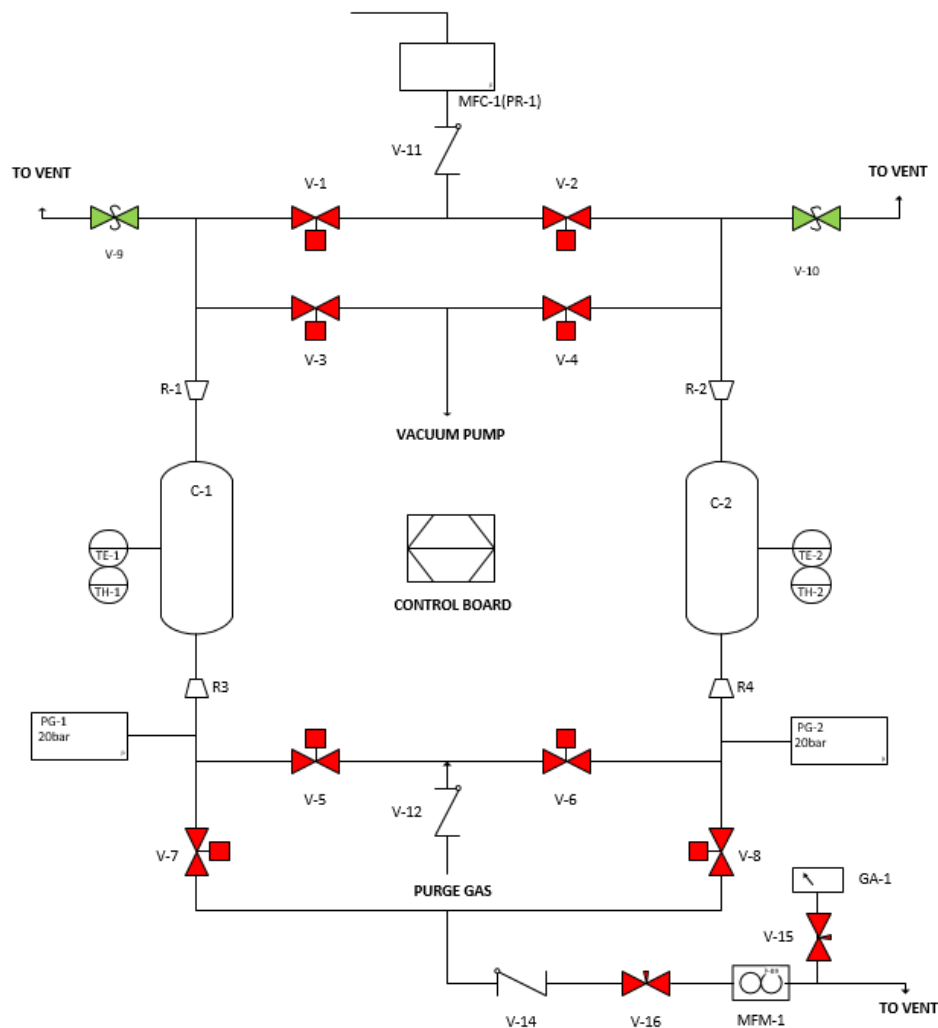 MFC-1(PR-1)
V-11
TO VENT
V-1
V-2
TO VENT
V-9
V-10
V-3
V-4
R-1
R-2
VACUUM PUMP
C-1
C-2
TE-1
TE-2
TH-1
TH-2
CONTROL BOARD
R3
R4
PG-1
20bar
PG-2
20bar
V-5
V-12
V-6
V-7
V-8
PURGE GAS
GA-1
V-15
V-14
V-16
MFM-1
TO VENT